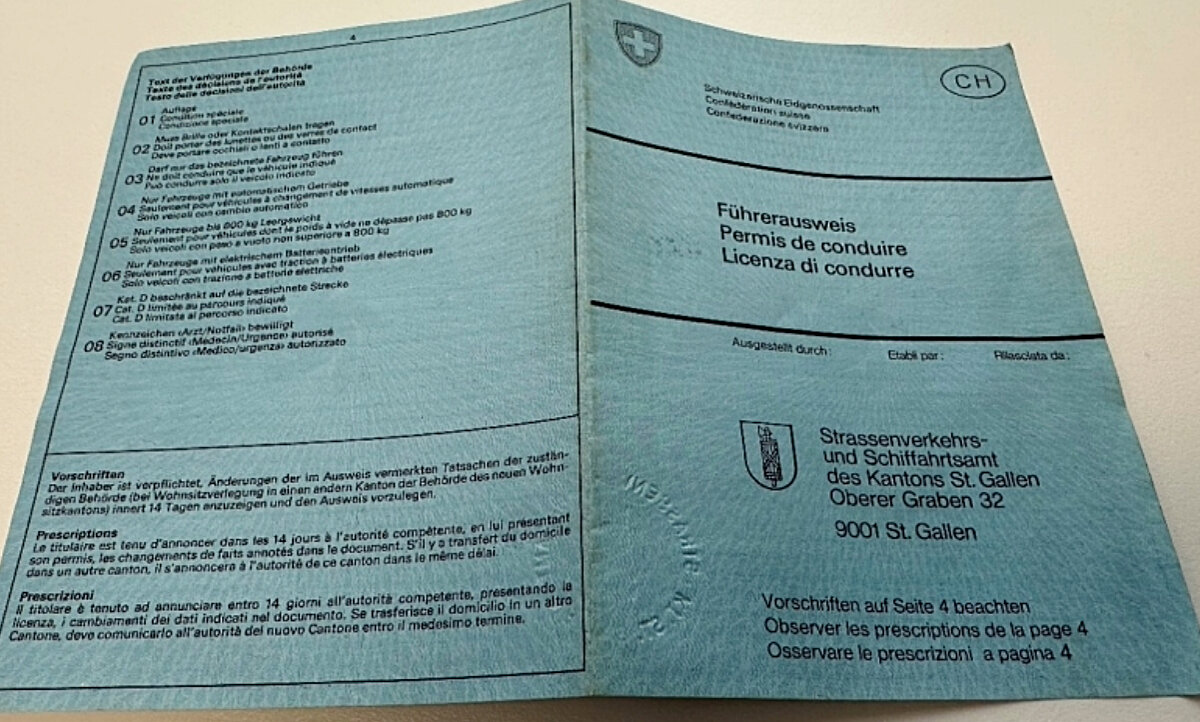 4
Text der Verfügungen der Behörde
Texte des décisions de l'autorité
Testo delle decisioni dell'autorità
01 Auflage
Condition spéciale
Condizione speciale
02 Muss Brille oder Kontaktschalen tragen
Doit porter des lunettes ou des verres de contact
Deve portare occhiali o lenti a contatto
03 Darf nur das bezeichnete Fahrzeug führen
Ne doit conduire que le véhicule indiqué
Può condurre solo il veicolo indicato
04 Nur Fahrzeuge mit automatischem Getriebe
Seulement pour véhicules à changement de vitesses automatique
Solo veicoli con cambio automatico
05 Nur Fahrzeuge bis 800 kg Leergewicht
Seulement pour véhicules dont le poids à vide ne dépasse pas 800 kg
Solo veicoli con peso a vuoto non superiore a 800 kg
06 Nur Fahrzeuge mit elektrischem Batterieantrieb
Seulement pour véhicules avec traction à batteries électriques
Solo veicoli con trazione a batterie elettriche
07 Kat. D beschränkt auf die bezeichnete Strecke
Cat. D limitée au parcours indiqué
Cat. D limitata al percorso indicato
08 Kennzeichen «Arzt/Notfall» bewilligt
Signe distinctif «Médecin/Urgence» autorisé
Segno distintivo «Medico/urgenza» autorizzato
Vorschriften
Der Inhaber ist verpflichtet, Änderungen der im Ausweis vermerkten Tatsachen der zustän-
digen Behörde (bei Wohnsitzverlegung in einen andern Kanton der Behörde des neuen Wohn-
sitzkantons) innert 14 Tagen anzuzeigen und den Ausweis vorzulegen.
Prescriptions
Le titulaire est tenu d'annoncer dans les 14 jours à l'autorité compétente, en lui présentant
son permis, les changements de faits annotés dans le document. S'il y a transfert du domicile
dans un autre canton, il s'annoncera à l'autorité de ce canton dans le même délai.
Prescrizioni
Il titolare è tenuto ad annunciare entro 14 giorni all'autorità competente, presentando la
licenza, i cambiamenti dei dati indicati nel documento. Se trasferisce il domicilio in un altro
Cantone, deve comunicarlo all'autorità del nuovo Cantone entro il medesimo termine.
CH
Schweizerische Eidgenossenschaft
Confédération suisse
Confederazione svizzera
Führerausweis
Permis de conduire
Licenza di condurre
Ausgestellt durch: Etabli par: Rilasciata da:
Strassenverkehrs-
und Schiffahrtsamt
des Kantons St. Gallen
Oberer Graben 32
9001 St. Gallen
Vorschriften auf Seite 4 beachten
Observer les prescriptions de la page 4
Osservare le prescrizioni a pagina 4